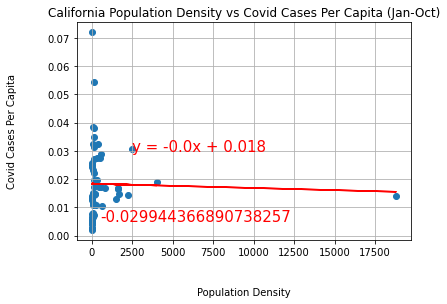 California Population Density vs Covid Cases Per Capita (Jan-Oct)
Covid Cases Per Capita
0.07
0.06
0.05
0.04
0.03
0.02
0.01
0.00
y = -0.0x + 0.018
-0.029944366890738257
0 2500 5000 7500 10000 12500 15000 17500
Population Density